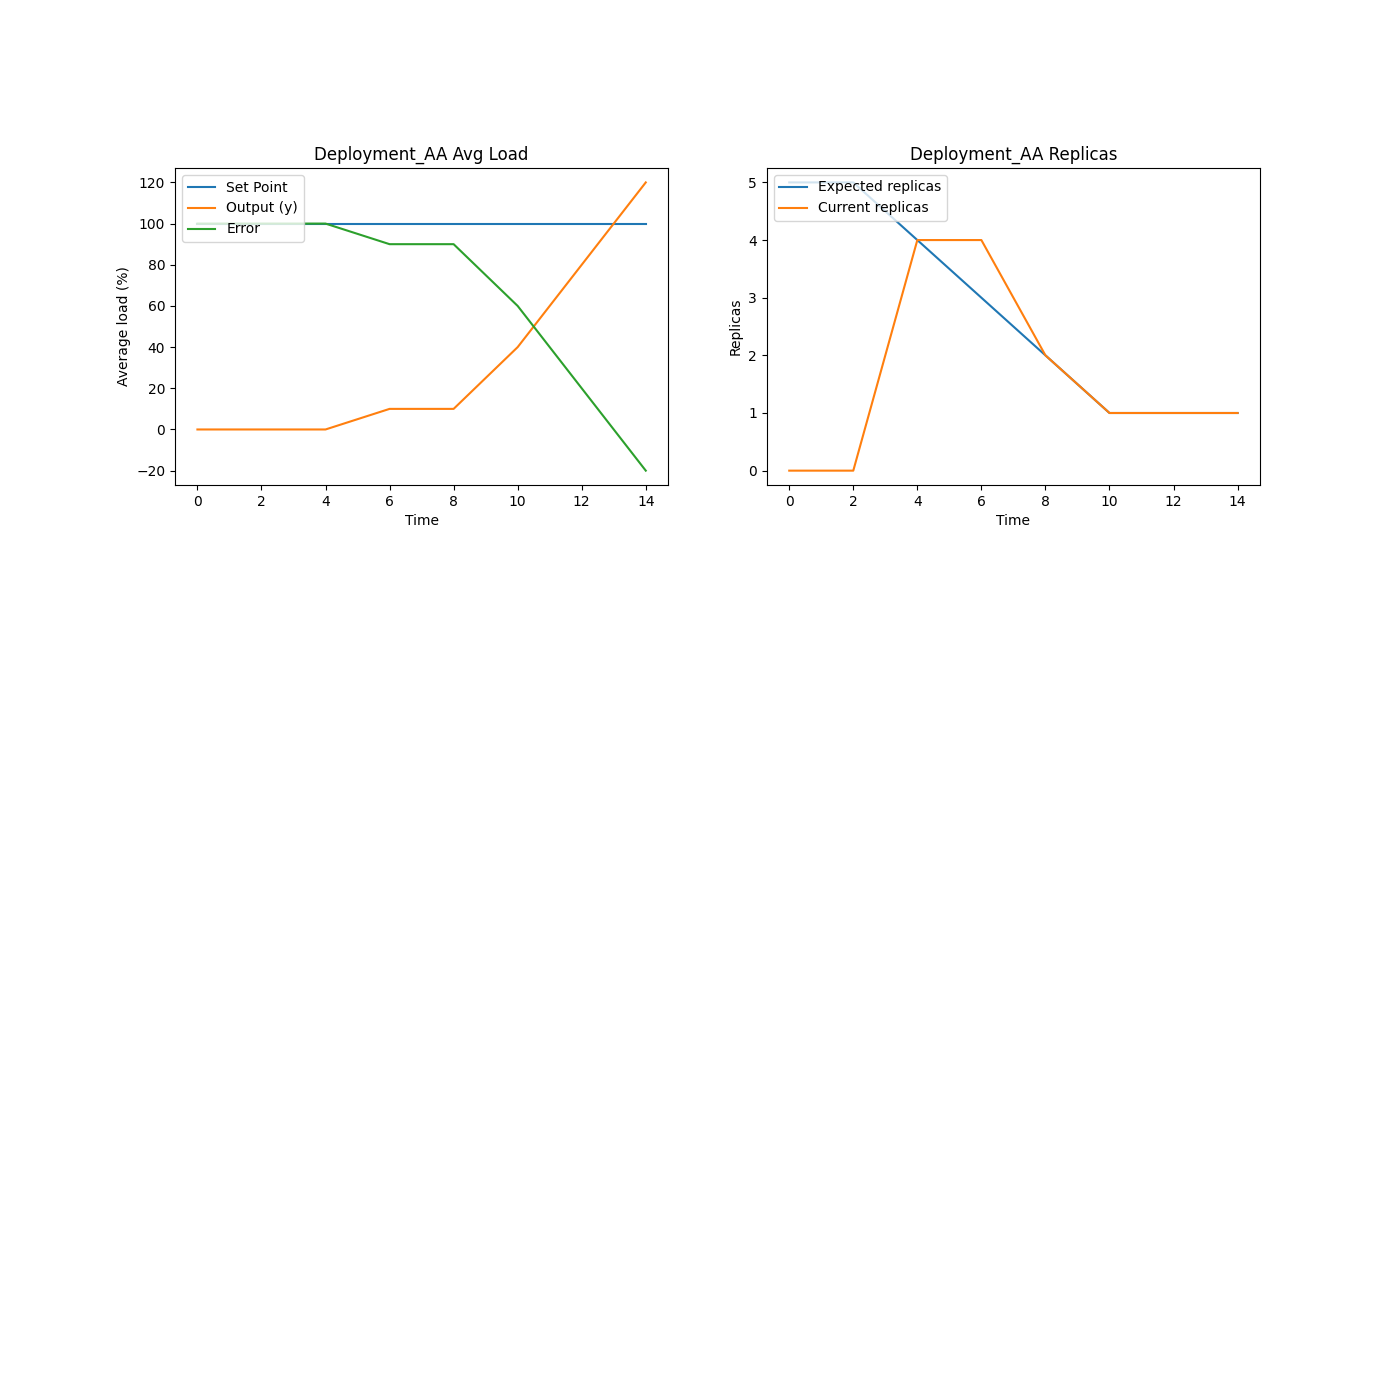 Deployment_AA Avg Load
Set Point
Output (y)
Error
120
100
80
60
40
20
0
−20
Average load (%)
0 2 4 6 8 10 12 14
Time
Deployment_AA Replicas
Expected replicas
Current replicas
5
4
3
2
1
0
Replicas
0 2 4 6 8 10 12 14
Time